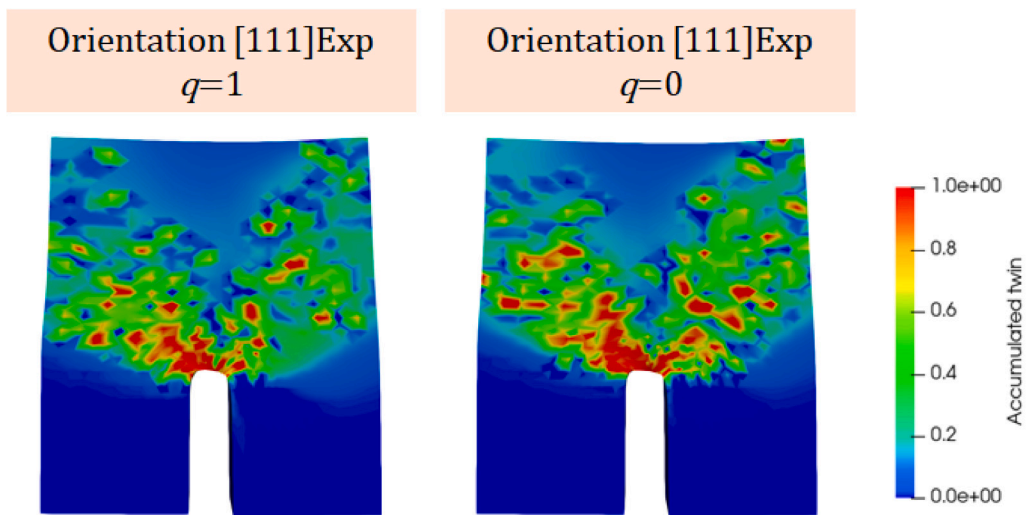 Orientation [111]Exp
q=1
Orientation [111]Exp
q=0
1.0e+00
0.8
0.6
0.4
0.2
0.0e+00
Accumulated twin